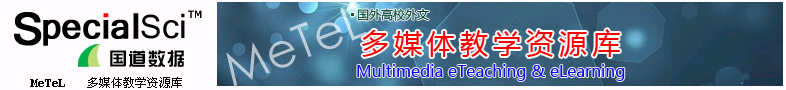 SpecialSci™
国道数据
MeTeL 多媒体教学资源库
MeTeL
·国外高校外文
多媒体教学资源库
Multimedia eTeaching & eLearning